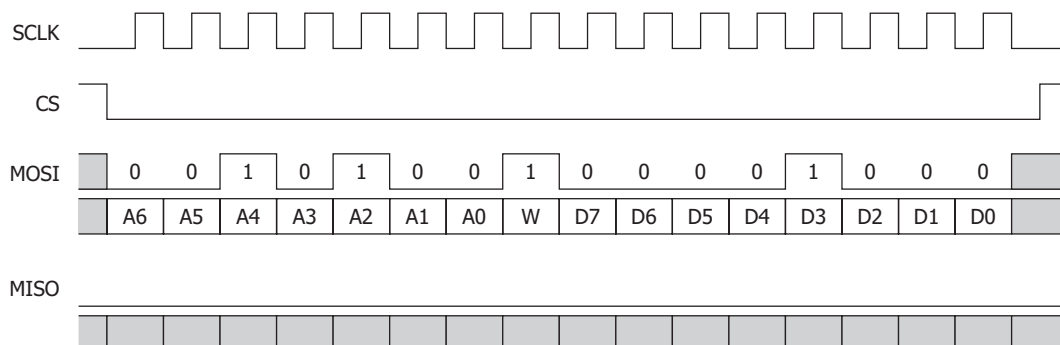 SCLK
CS
MOSI 0 0 1 0 1 0 0 1 0 0 0 0 1 0 0 0
A6 A5 A4 A3 A2 A1 A0 W D7 D6 D5 D4 D3 D2 D1 D0
MISO